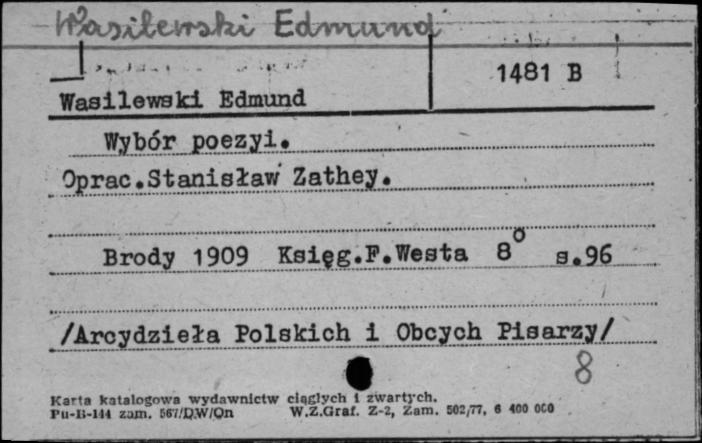 Wasilewski Edmund
1481 B
Wasilewski Edmund
Wybór poezyi.
Oprac.Stanisław Zathey.
Brody 1909 Księg.F.Westa 8° s.96
/Arcydzieła Polskich i Obcych Pisarzy/
8
Karta katalogowa wydawnictw ciągłych i zwartych.
Pu-B-144 zam. 567/D.W/On W.Z.Graf. Z-2, Zam. 502/77, 6 400 000